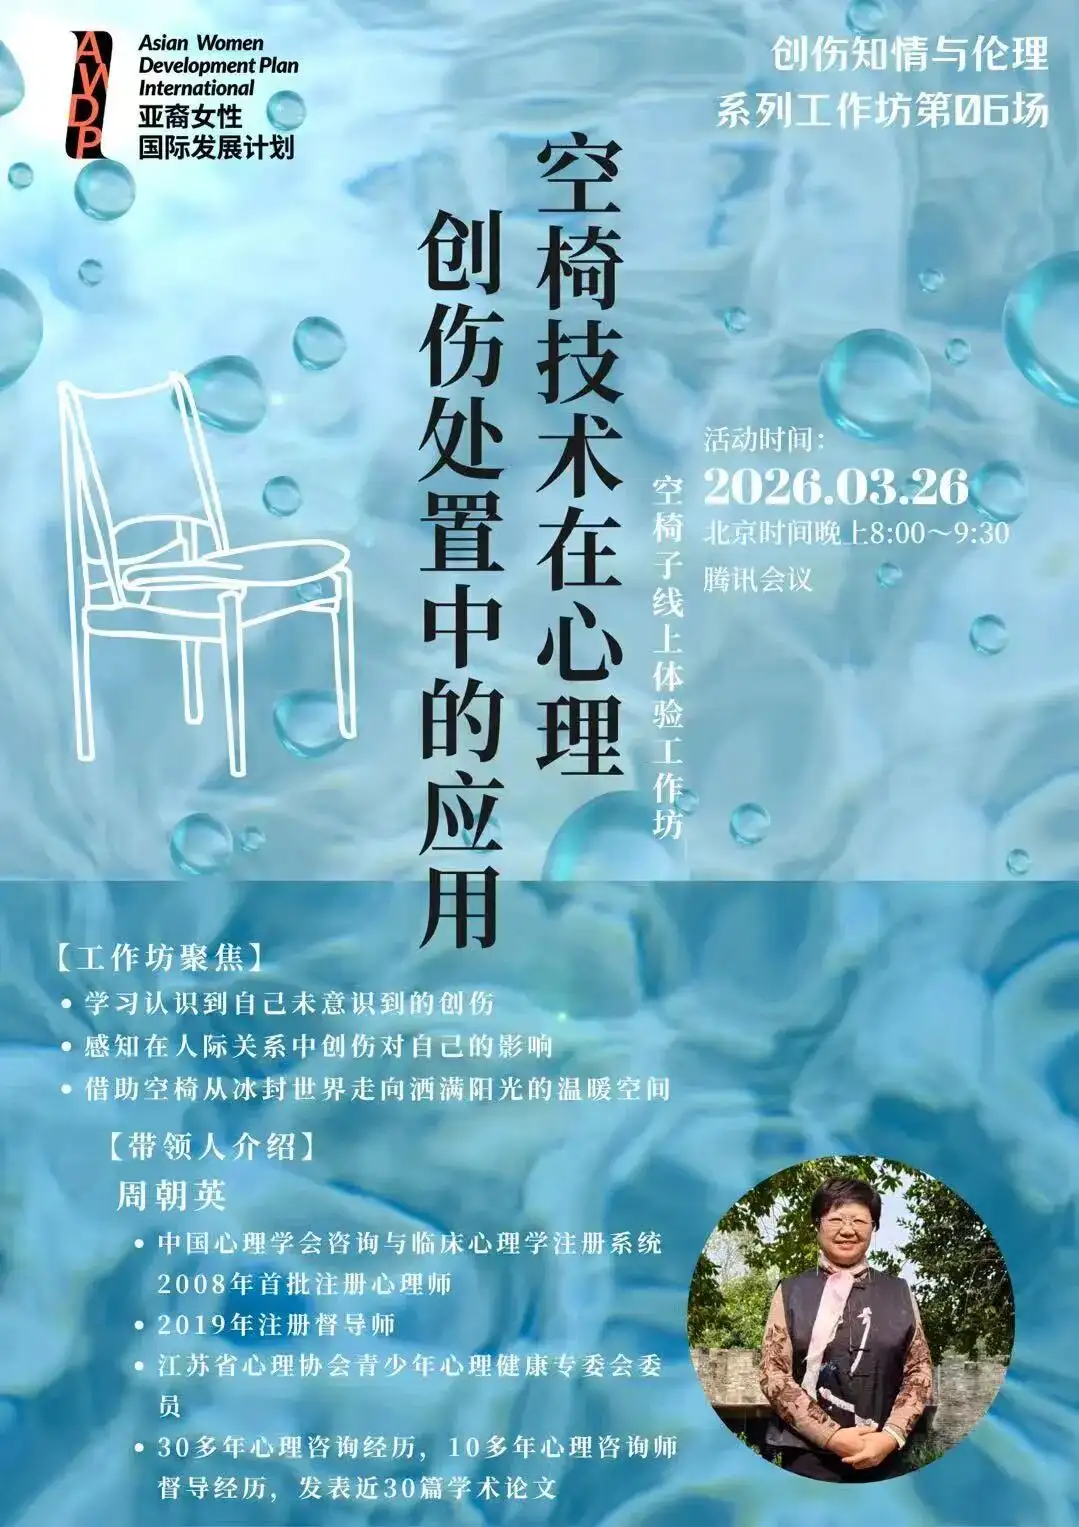 AWDP
Asian Women
Development Plan
International
亚裔女性
国际发展计划
创伤知情与伦理
系列工作坊第06场
空椅技术在心理
创伤处置中的应用
空椅子线上体验工作坊
活动时间：
2026.03.26
北京时间晚上8:00～9:30
腾讯会议
【工作坊聚焦】
• 学习认识到自己未意识到的创伤
• 感知在人际关系中创伤对自己的影响
• 借助空椅从冰封世界走向洒满阳光的温暖空间
【带领人介绍】
周朝英
• 中国心理学会咨询与临床心理学注册系统
2008年首批注册心理师
• 2019年注册督导师
• 江苏省心理协会青少年心理健康专委会委
员
• 30多年心理咨询经历，10多年心理咨询师
督导经历，发表近30篇学术论文